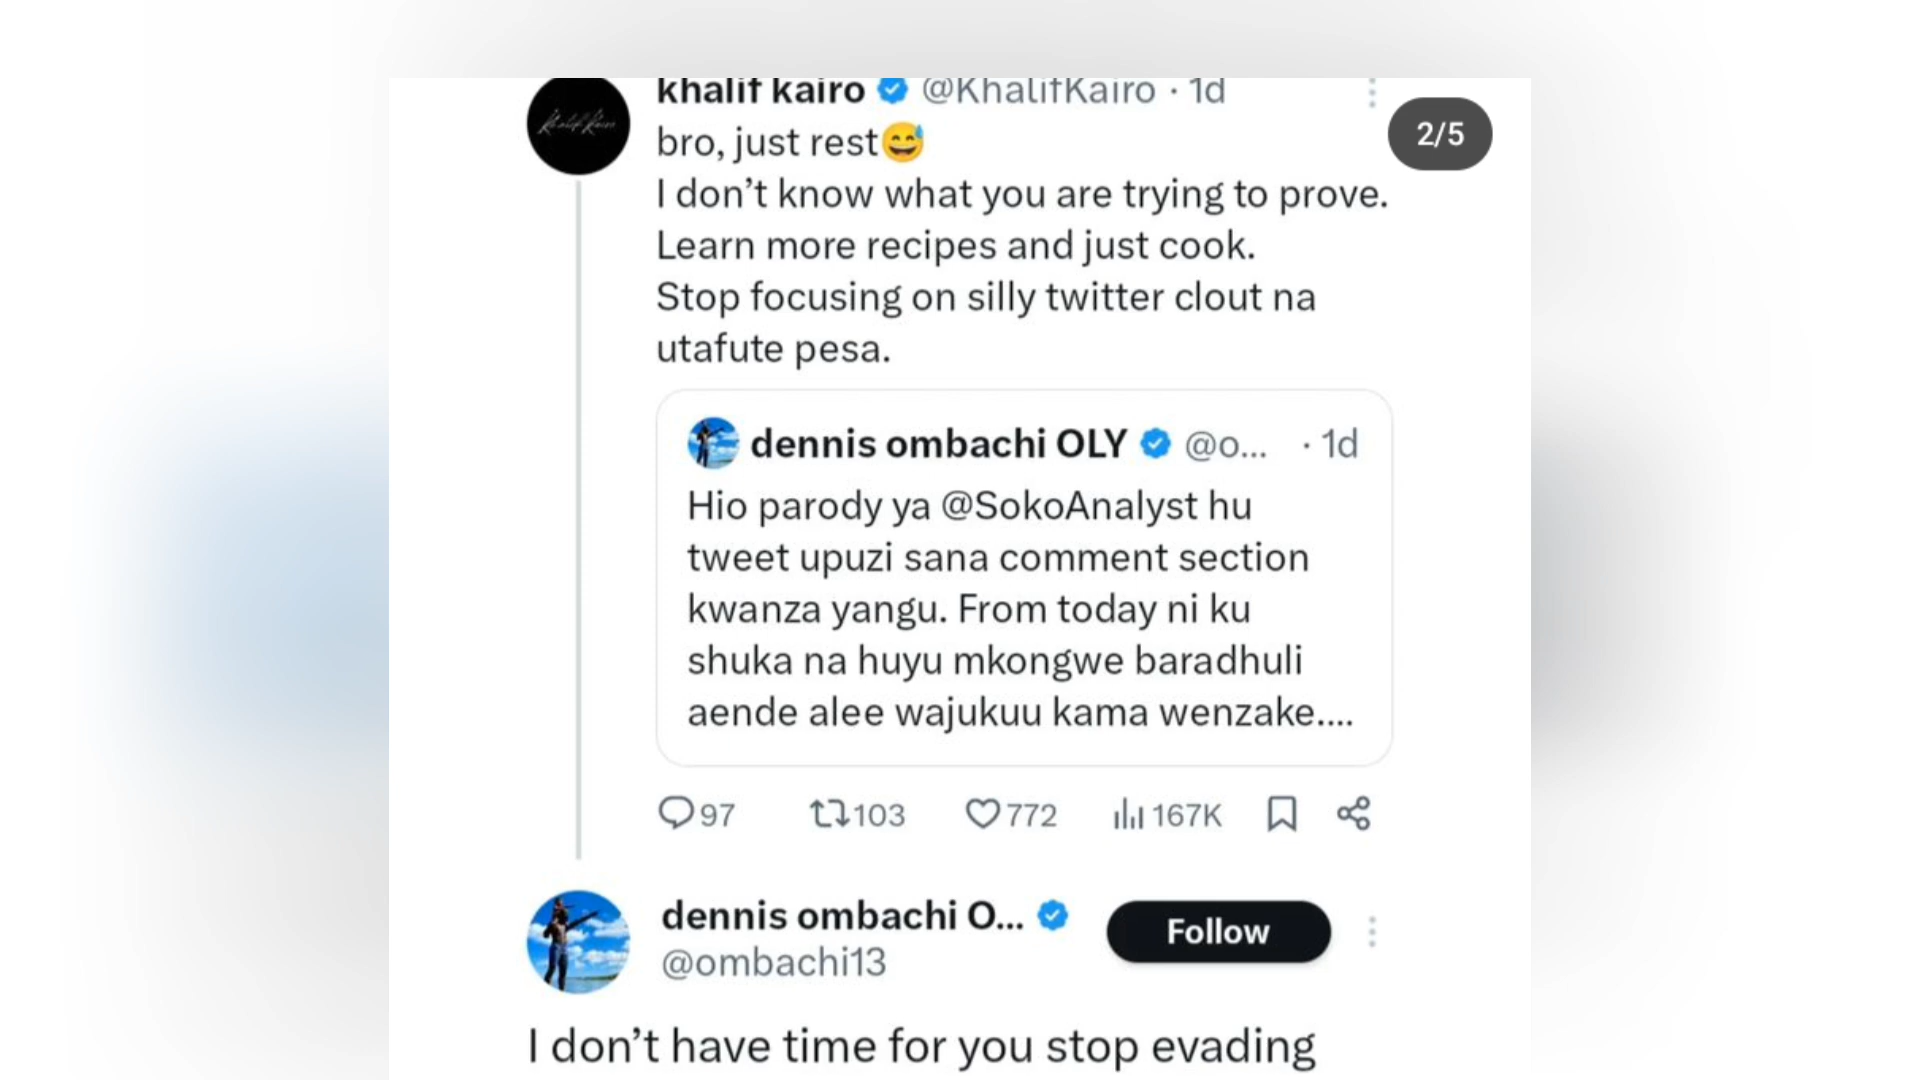 khalif kairo @KhalifKairo · 1d
2/5
bro, just rest😅
I don’t know what you are trying to prove.
Learn more recipes and just cook.
Stop focusing on silly twitter clout na
utafute pesa.
dennis ombachi OLY @o... · 1d
Hio parody ya @SokoAnalyst hu
tweet upuzi sana comment section
kwanza yangu. From today ni ku
shuka na huyu mkongwe baradhuli
aende alee wajukuu kama wenzake....
97 103 772 167K
dennis ombachi O...
Follow
@ombachi13
I don’t have time for you stop evading